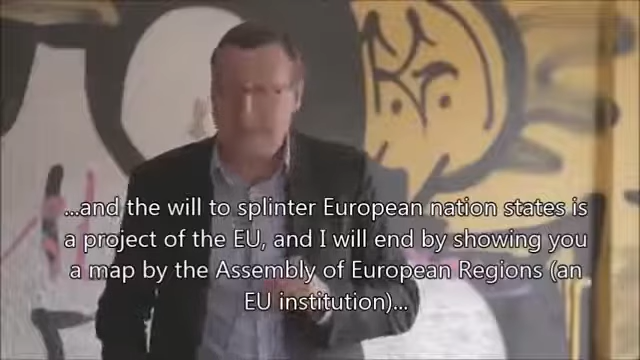 ...and the will to splinter European nation states is
a project of the EU, and I will end by showing you
a map by the Assembly of European Regions (an
EU institution)...